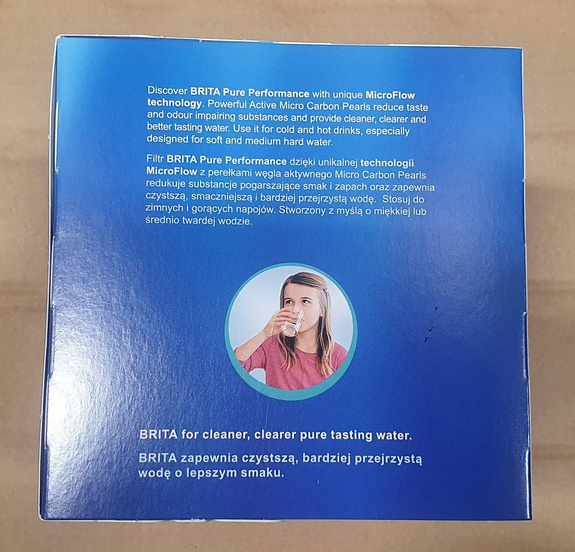 Discover BRITA Pure Performance with unique MicroFlow
technology. Powerful Active Micro Carbon Pearls reduce taste
and odour impairing substances and provide cleaner, clearer and
better tasting water. Use it for cold and hot drinks, especially
designed for soft and medium hard water.
Filtr BRITA Pure Performance dzięki unikalnej technologii
MicroFlow z perełkami węgla aktywnego Micro Carbon Pearls
redukuje substancje pogarszające smak i zapach oraz zapewnia
czystszą, smaczniejszą i bardziej przejrzystą wodę. Stosuj do
zimnych i gorących napojów. Stworzony z myślą o miękkiej lub
średnio twardej wodzie.
BRITA for cleaner, clearer pure tasting water.
BRITA zapewnia czystszą, bardziej przejrzystą
wodę o lepszym smaku.